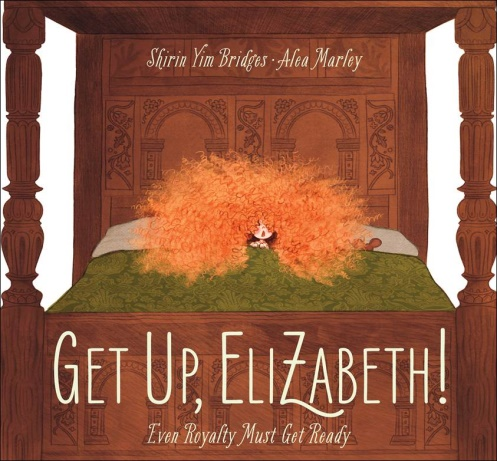 Shirin Yim Bridges · Alea Marley
Get Up, Elizabeth!
Even Royalty Must Get Ready